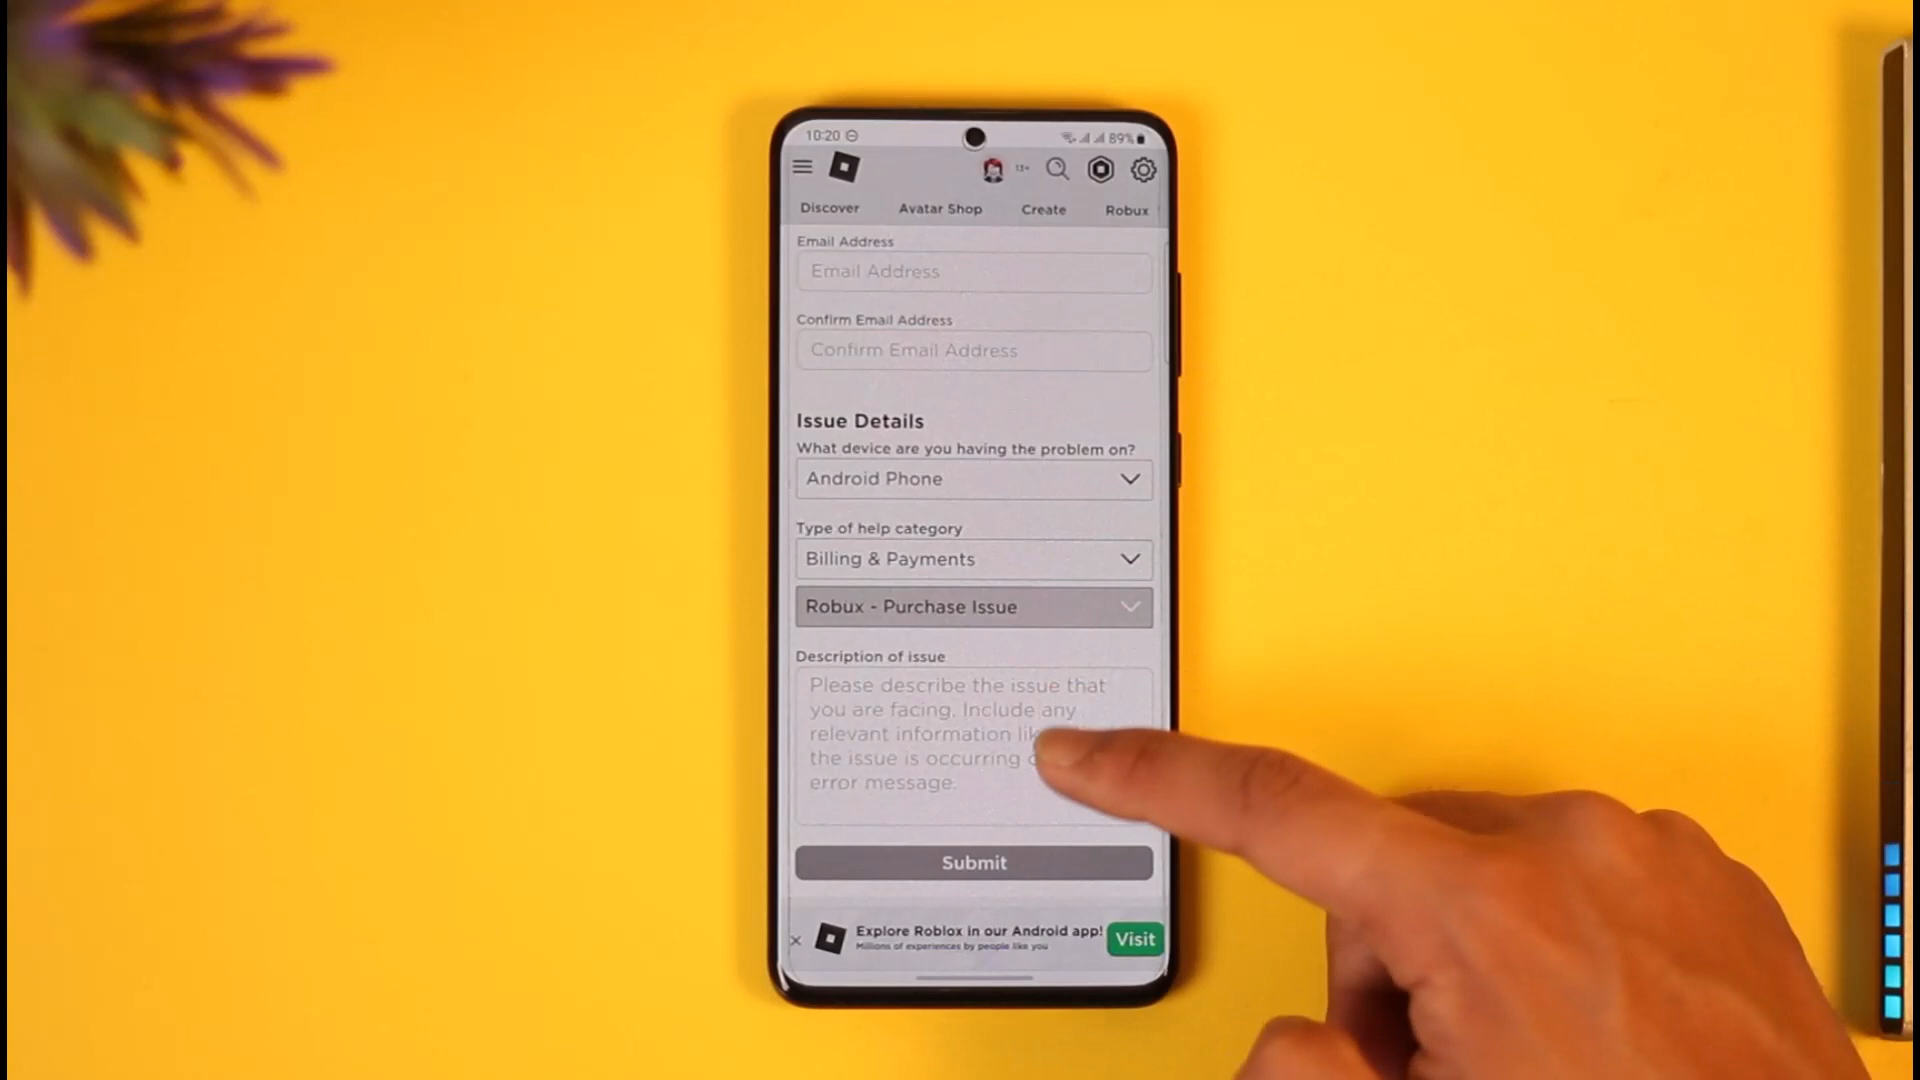 10:20
89%
13+
Discover Avatar Shop Create Robux
Email Address
Email Address
Confirm Email Address
Confirm Email Address
Issue Details
What device are you having the problem on?
Android Phone
Type of help category
Billing & Payments
Robux - Purchase Issue
Description of issue
Please describe the issue that
you are facing. Include any
relevant information
the issue is occurring
error message.
Submit
Explore Roblox in our Android app!
Millions of experiences by people like you
Visit